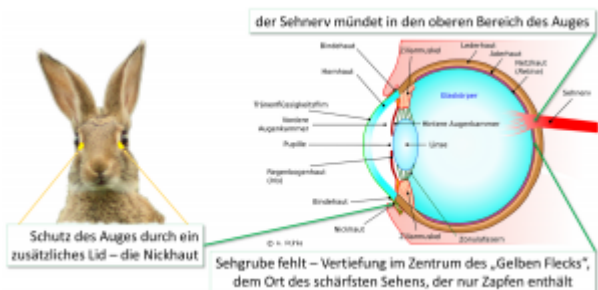 der Sehnerv mündet in den oberen Bereich des Auges
Bindehaut
Ziliarmuskel
Lederhaut
Aderhaut
Netzhaut
(Retina)
Hornhaut
Sehnerv
Glaskörper
Tränenflüssigkeitsfilm
Vordere
Augenkammer
Hintere Augenkammer
Pupille
Linse
Regenbogenhaut
(Iris)
Bindehaut
Nickhaut
Ziliarmuskel
Zonulafasern
Schutz des Auges durch ein
zusätzliches Lid – die Nickhaut
Sehgrube fehlt – Vertiefung im Zentrum des „Gelben Flecks",
dem Ort des schärfsten Sehens, der nur Zapfen enthält